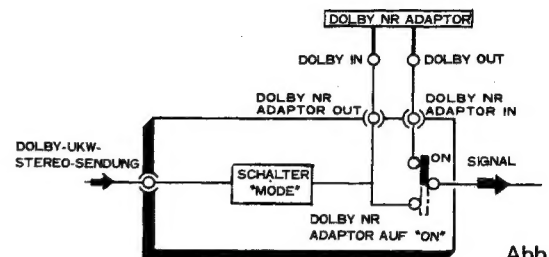 DOLBY NR ADAPTOR
DOLBY IN
DOLBY OUT
DOLBY NR
ADAPTOR OUT
DOLBY NR
ADAPTOR IN
DOLBY-UKW-
STEREO-SENDUNG
SCHALTER
"MODE"
ON
SIGNAL
DOLBY NR
ADAPTOR AUF "ON"
Abb